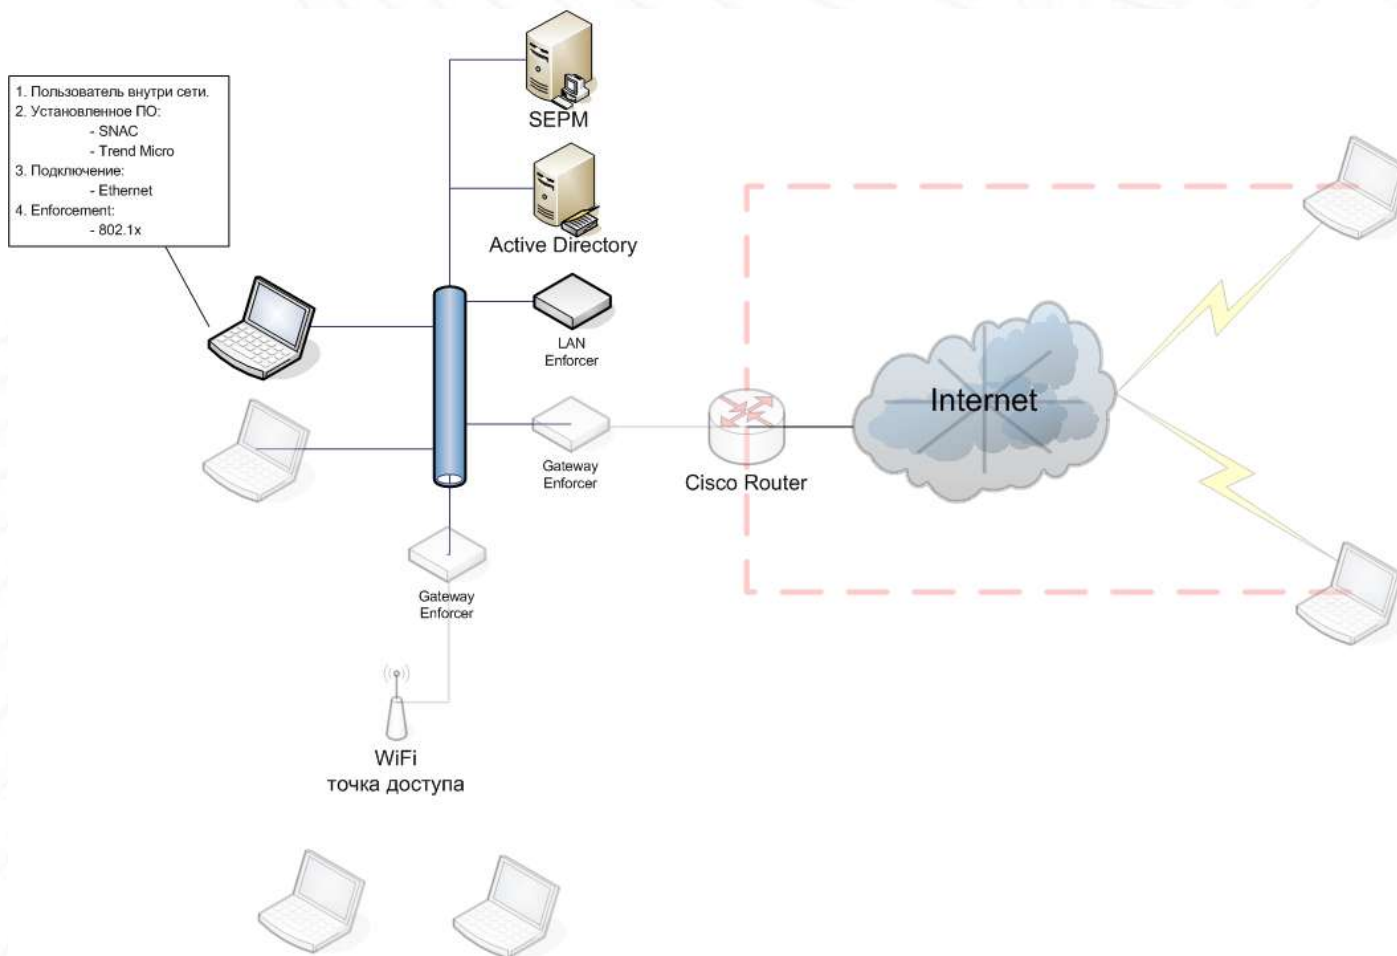 1. Пользователь внутри сети.
2. Установленное ПО:
- SNAC
- Trend Micro
3. Подключение:
- Ethernet
4. Enforcement:
- 802.1x
SEPM
Active Directory
LAN
Enforcer
Gateway
Enforcer
Cisco Router
Internet
Gateway
Enforcer
WiFi
точка доступа